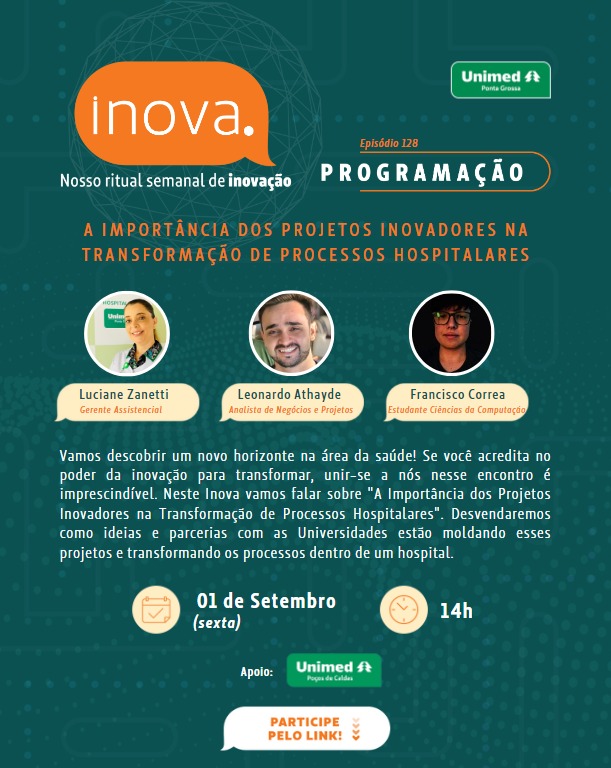 inova.
Unimed
Ponta Grossa
Nosso ritual semanal de inovação
Episódio 128
PROGRAMAÇÃO
A IMPORTÂNCIA DOS PROJETOS INOVADORES NA
TRANSFORMAÇÃO DE PROCESSOS HOSPITALARES
HOSPITAL
Unimed
Luciane Zanetti
Gerente Assistencial
Leonardo Athayde
Analista de Negócios e Projetos
Francisco Correa
Estudante Ciências da Computação
Vamos descobrir um novo horizonte na área da saúde! Se você acredita no
poder da inovação para transformar, unir-se a nós nesse encontro é
imprescindível. Neste Inova vamos falar sobre "A Importância dos Projetos
Inovadores na Transformação de Processos Hospitalares". Desvendaremos
como ideias e parcerias com as Universidades estão moldando esses
projetos e transformando os processos dentro de um hospital.
01 de Setembro
(sexta)
14h
Apoio:
Unimed
Poços de Caldas
PARTICIPE
PELO LINK!